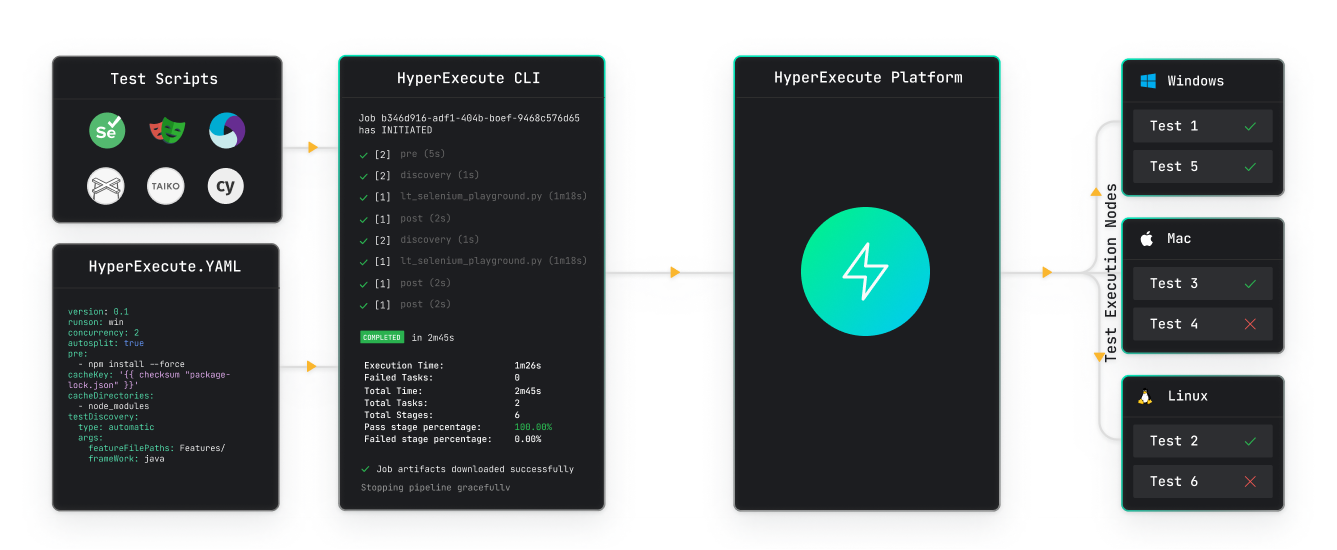 Test Scripts
Se
TAIKO
cy
HyperExecute.YAML
version: 0.1
runson: win
concurrency: 2
autosplit: true
pre:
- npm install --force
cacheKey: '{{ checksum "package-
lock.json" }}'
cacheDirectories:
- node_modules
testDiscovery:
type: automatic
args:
featureFilePaths: Features/
frameWork: java
HyperExecute CLI
Job b346d916-adf1-404b-boef-9468c576d65
has INITIATED
[2] pre (5s)
[2] discovery (1s)
[1] lt_selenium_playground.py (1m18s)
[1] post (2s)
[2] discovery (1s)
[1] lt_selenium_playground.py (1m18s)
[1] post (2s)
[1] post (2s)
COMPLETED in 2m45s
Execution Time: 1m26s
Failed Tasks: 0
Total Time: 2m45s
Total Tasks: 2
Total Stages: 6
Pass stage percentage: 100.00%
Failed stage percentage: 0.00%
Job artifacts downloaded successfully
Stopping pipeline gracefully
HyperExecute Platform
Test Execution Nodes
Windows
Test 1
Test 5
Mac
Test 3
Test 4
Linux
Test 2
Test 6